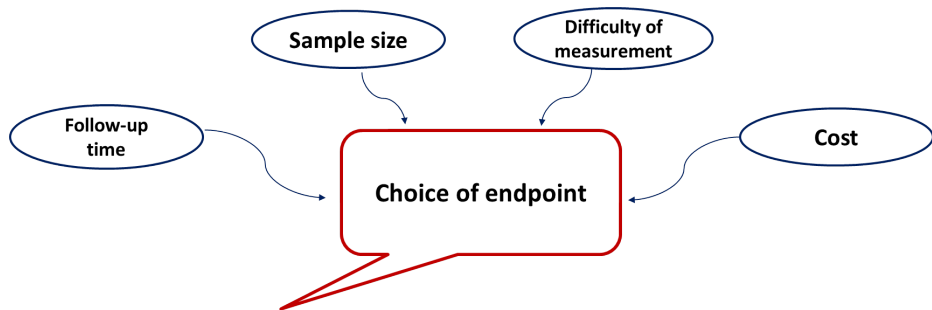 Sample size
Difficulty of
measurement
Follow-up
time
Cost
Choice of endpoint